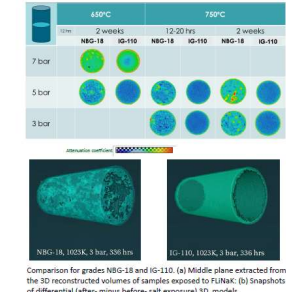 650°C 750°C
12 hrs 2 weeks 12-20 hrs 2 weeks
NBG-18 IG-110 NBG-18 IG-110 NBG-18 IG-110
7 bar
5 bar
3 bar
Attenuation coefficient
NBG-18, 1023K, 3 bar, 336 hrs
IG-110, 1023K, 3 bar, 336 hrs
Comparison for grades NBG-18 and IG-110. (a) Middle plane extracted from
the 3D reconstructed volumes of samples exposed to FLiNaK: (b) Snapshots
of differential (after- minus before- salt exposure) 3D models